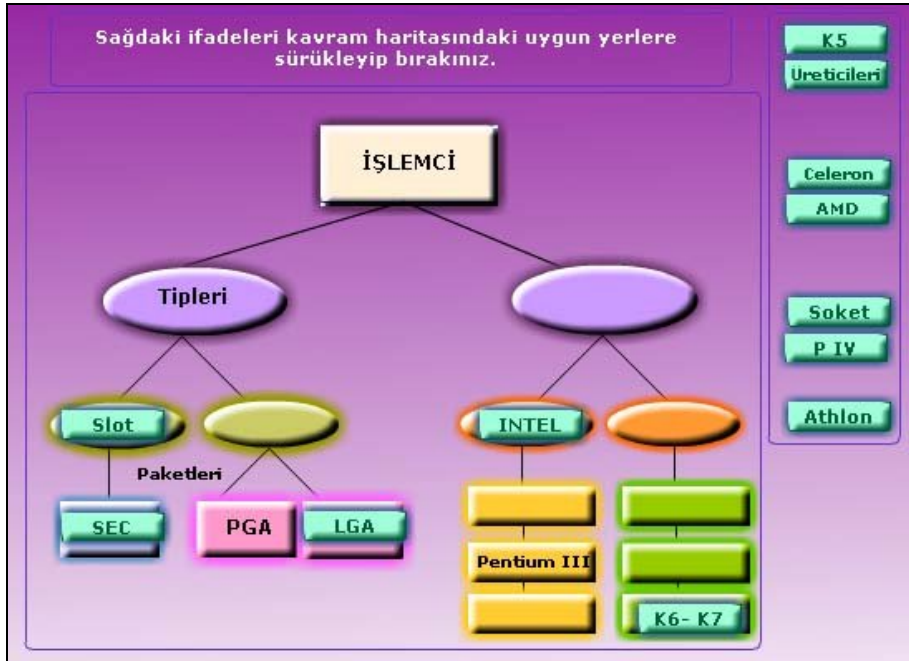 Sağdaki ifadeleri kavram haritasındaki uygun yerlere
sürükleyip bırakınız.
K5
Üreticileri
Celeron
AMD
Soket
P IV
Athlon
İŞLEMCİ
Tipleri
Slot
INTEL
Paketleri
SEC
PGA
LGA
Pentium III
K6- K7